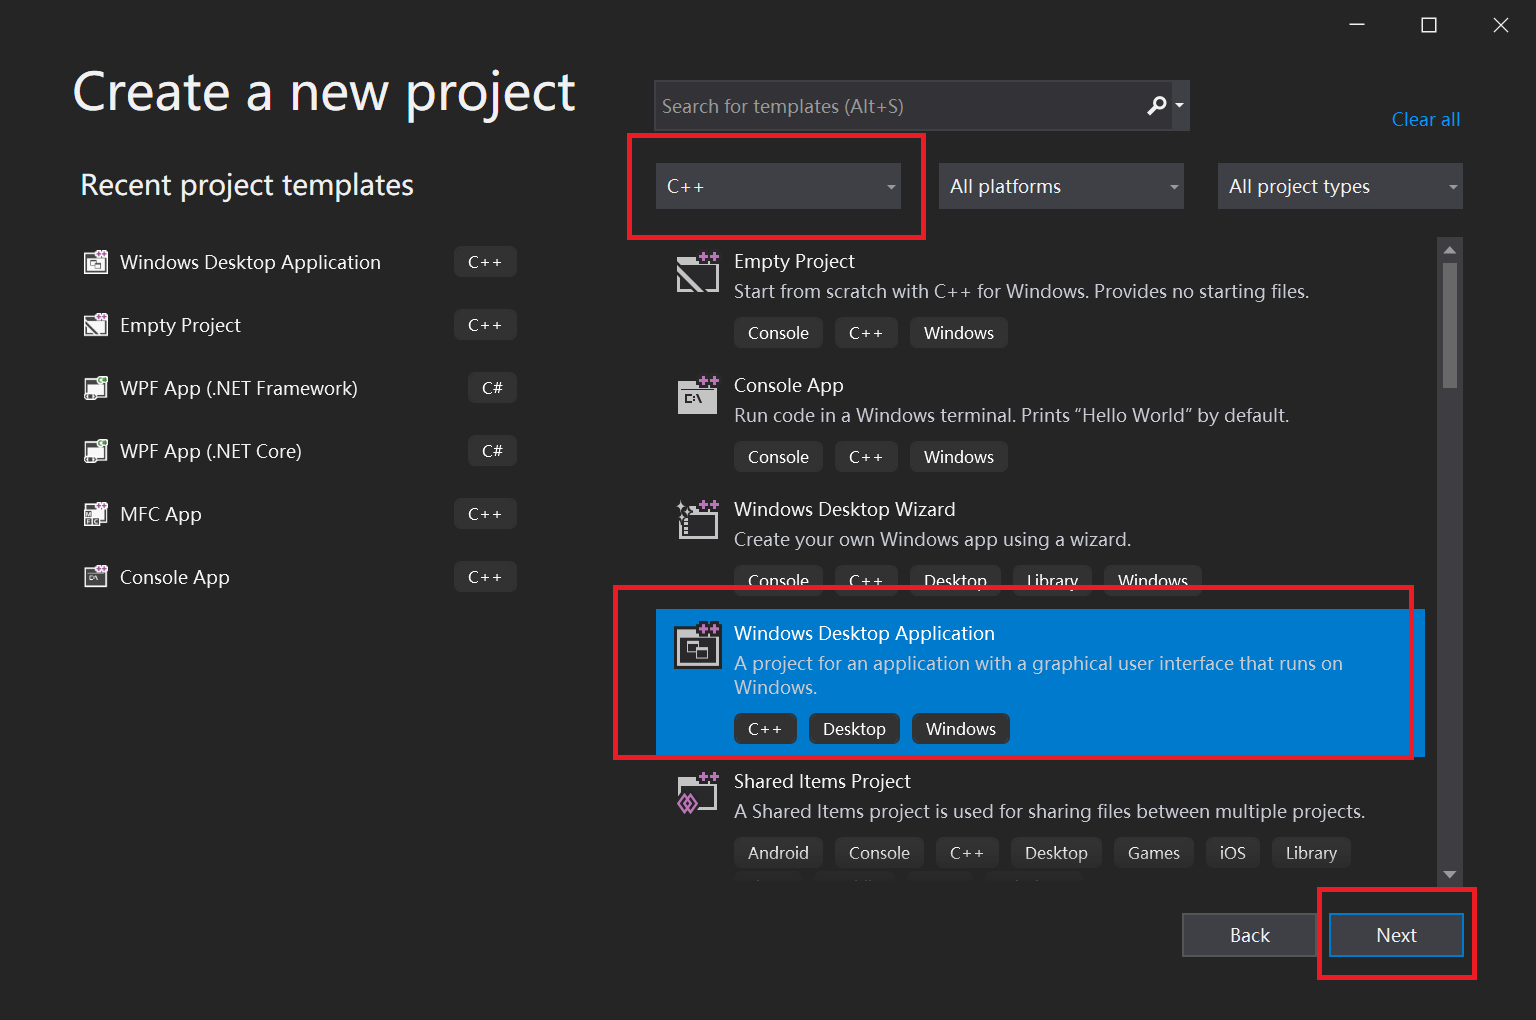 Create a new project
Search for templates (Alt+S)
Clear all
C++
All platforms
All project types
Recent project templates
Windows Desktop Application C++
Empty Project C++
WPF App (.NET Framework) C#
WPF App (.NET Core) C#
MFC App C++
Console App C++
Empty Project
Start from scratch with C++ for Windows. Provides no starting files.
Console C++ Windows
Console App
Run code in a Windows terminal. Prints “Hello World” by default.
Console C++ Windows
Windows Desktop Wizard
Create your own Windows app using a wizard.
Console C++ Desktop Library Windows
Windows Desktop Application
A project for an application with a graphical user interface that runs on
Windows.
C++ Desktop Windows
Shared Items Project
A Shared Items project is used for sharing files between multiple projects.
Android Console C++ Desktop Games iOS Library
Back Next